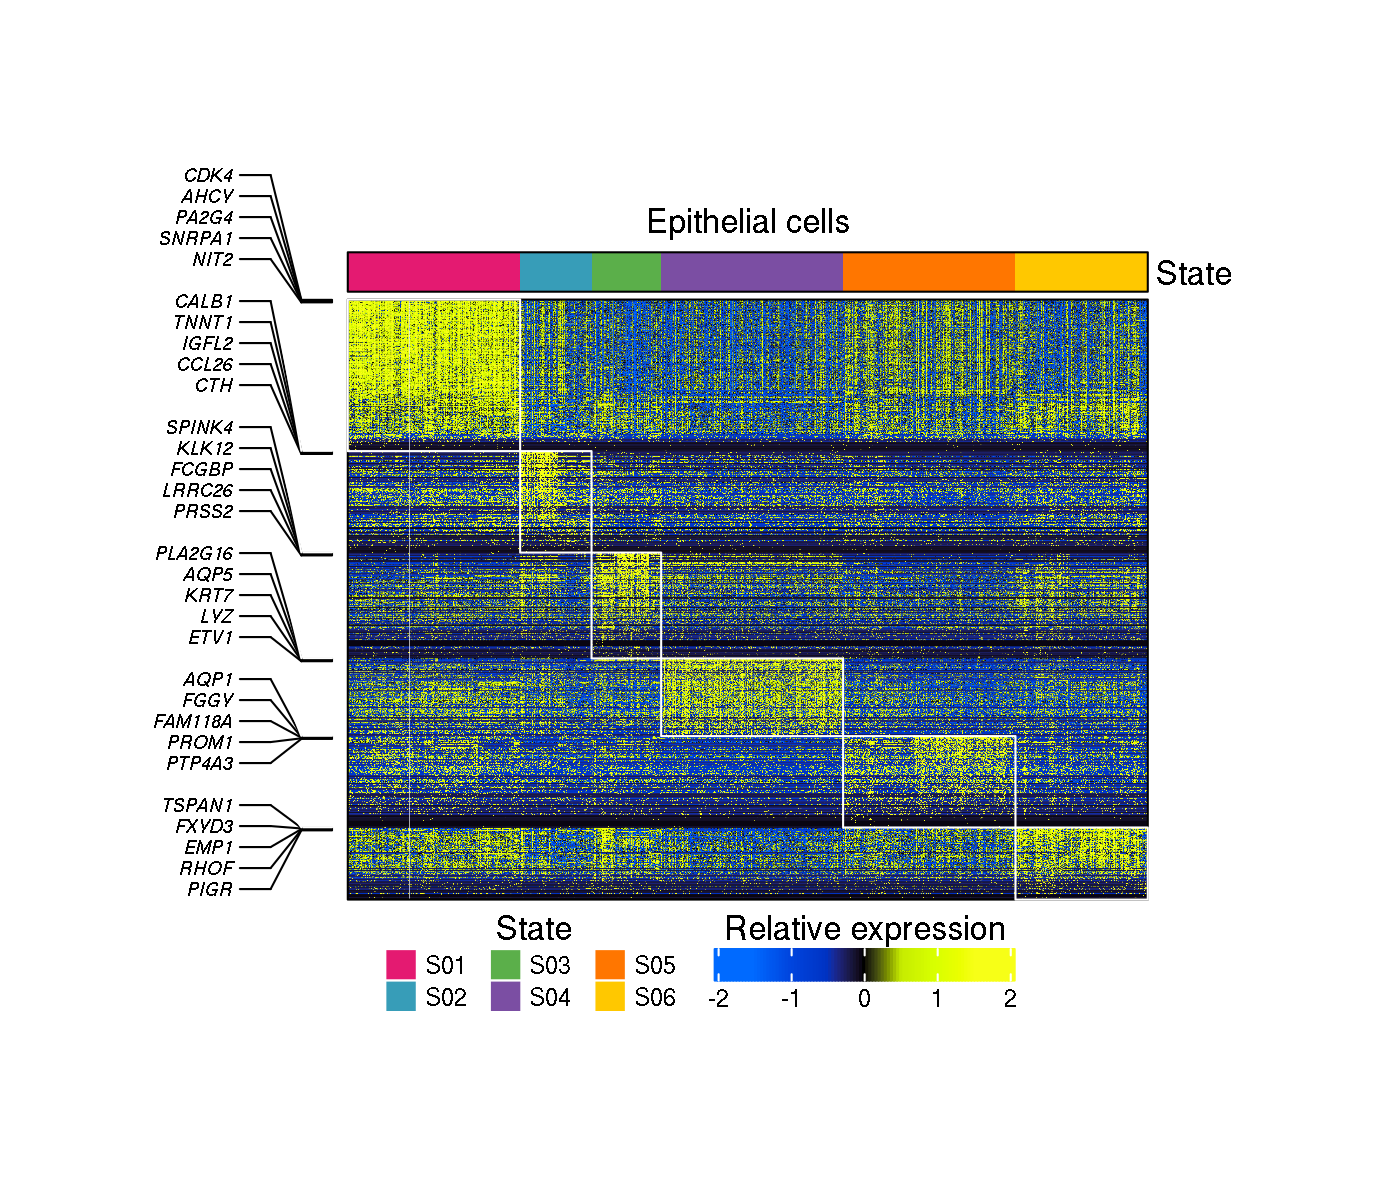 Epithelial cells
State
CDK4
AHCY
PA2G4
SNRPA1
NIT2
CALB1
TNNT1
IGFL2
CCL26
CTH
SPINK4
KLK12
FCGBP
LRRC26
PRSS2
PLA2G16
AQP5
KRT7
LYZ
ETV1
AQP1
FGGY
FAM118A
PROM1
PTP4A3
TSPAN1
FXYD3
EMP1
RHOF
PIGR
State
S01 S03 S05
S02 S04 S06
Relative expression
-2 -1 0 1 2